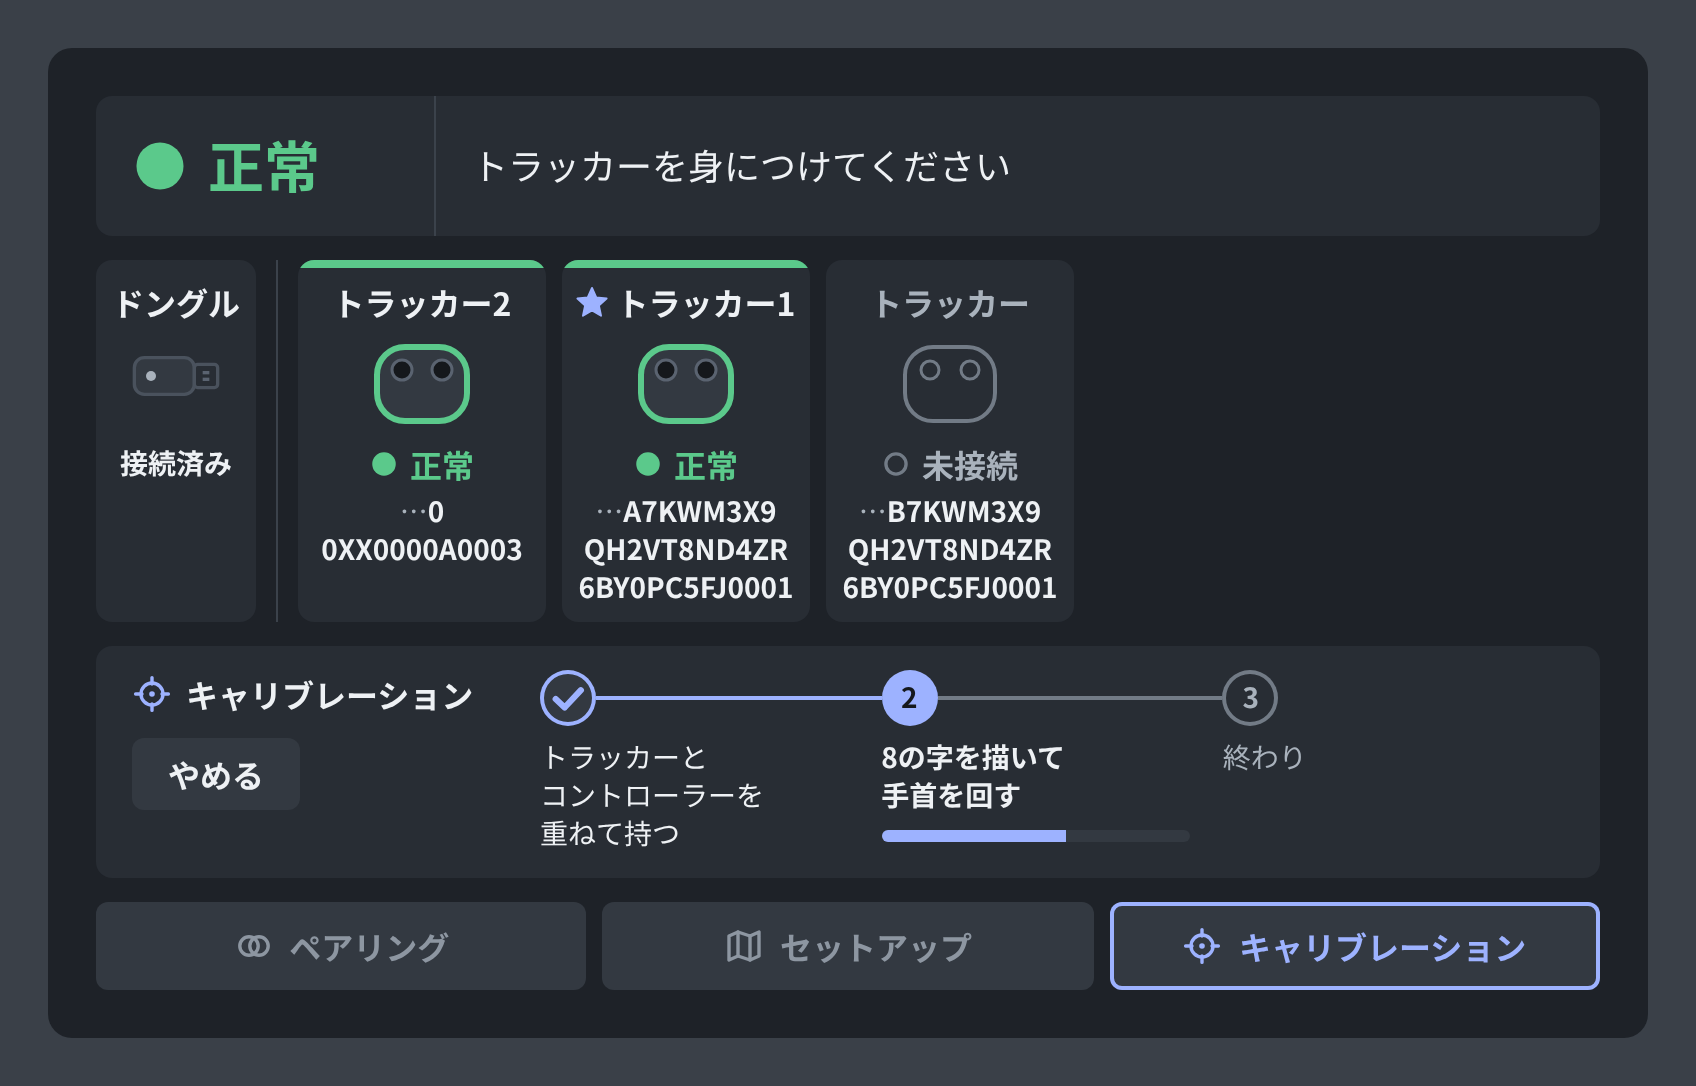 正常
トラッカーを身につけてください
ドングル
接続済み
トラッカー2
正常
…0
0XX0000A0003
トラッカー1
正常
…A7KWM3X9
QH2VT8ND4ZR
6BY0PC5FJ0001
トラッカー
未接続
…B7KWM3X9
QH2VT8ND4ZR
6BY0PC5FJ0001
キャリブレーション
やめる
トラッカーと
コントローラーを
重ねて持つ
2
8の字を描いて
手首を回す
3
終わり
ペアリング
セットアップ
キャリブレーション